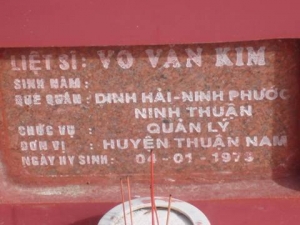 LIỆT SĨ: VÕ VĂN KIM
SINH NĂM:
QUÊ QUÁN: DINH HẢI-NINH PHƯỚC
NINH THUẬN
CHỨC VỤ : QUẢN LÝ
ĐƠN VỊ : HUYỆN THUẬN NAM
NGÀY HY SINH: 04-01-1973